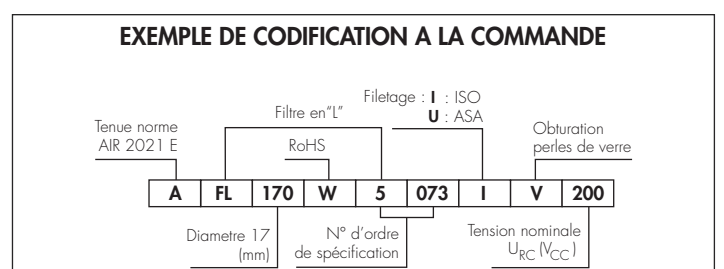 EXEMPLE DE CODIFICATION A LA COMMANDE
Filetage : I : ISO
U : ASA
Filtre en"L"
Tenue norme
AIR 2021 E
RoHS
Obturation
perles de verre
A FL 170 W 5 073 I V 200
Diametre 17
(mm)
N° d'ordre
de spécification
Tension nominale
URC (VCC )